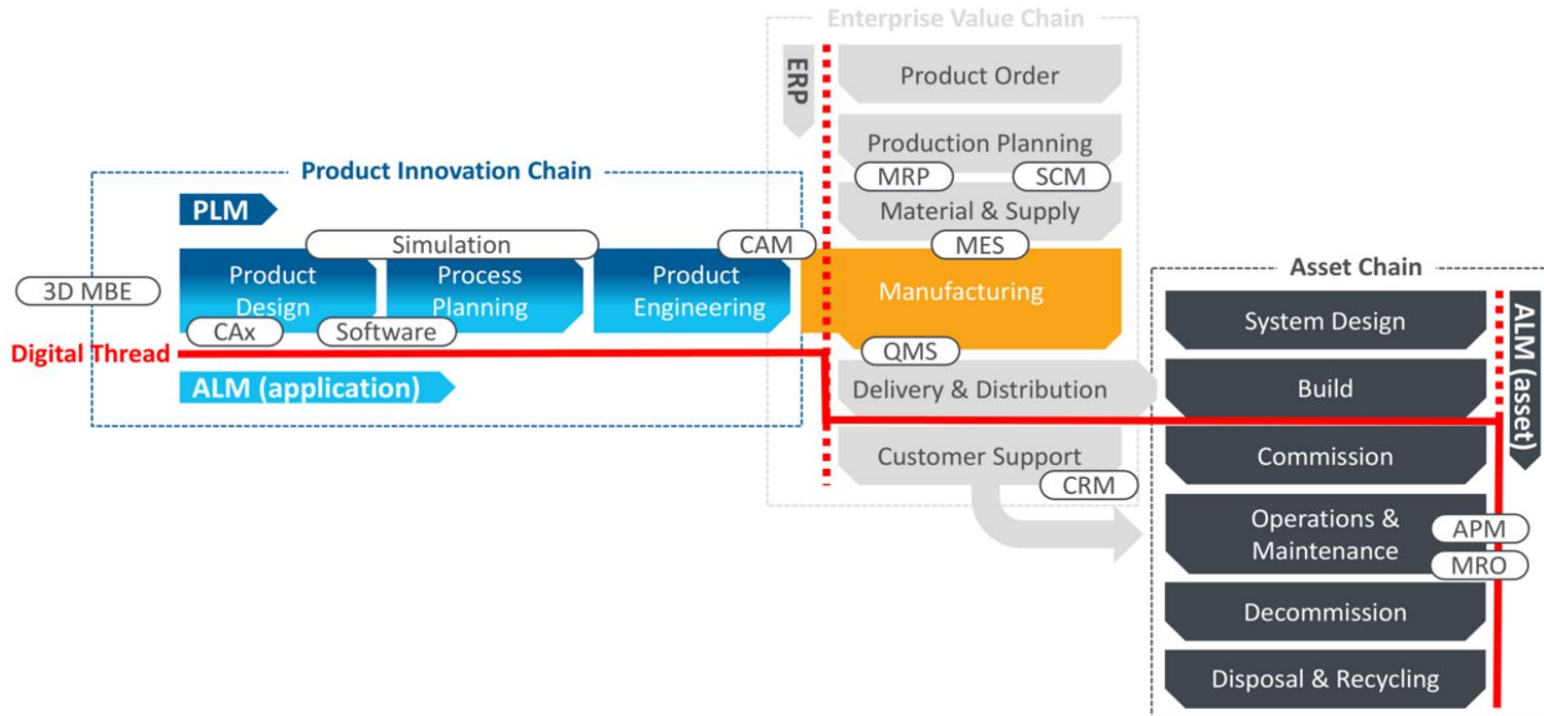 Enterprise Value Chain
ERP
Product Order
Production Planning
MRP
SCM
Material & Supply
MES
Product Innovation Chain
PLM
Simulation
CAM
3D MBE
Product
Design
Process
Planning
Product
Engineering
Manufacturing
CAx
Software
Digital Thread
QMS
ALM (application)
Delivery & Distribution
Customer Support
CRM
Asset Chain
ALM (asset)
System Design
Build
Commission
Operations &
Maintenance
APM
MRO
Decommission
Disposal & Recycling